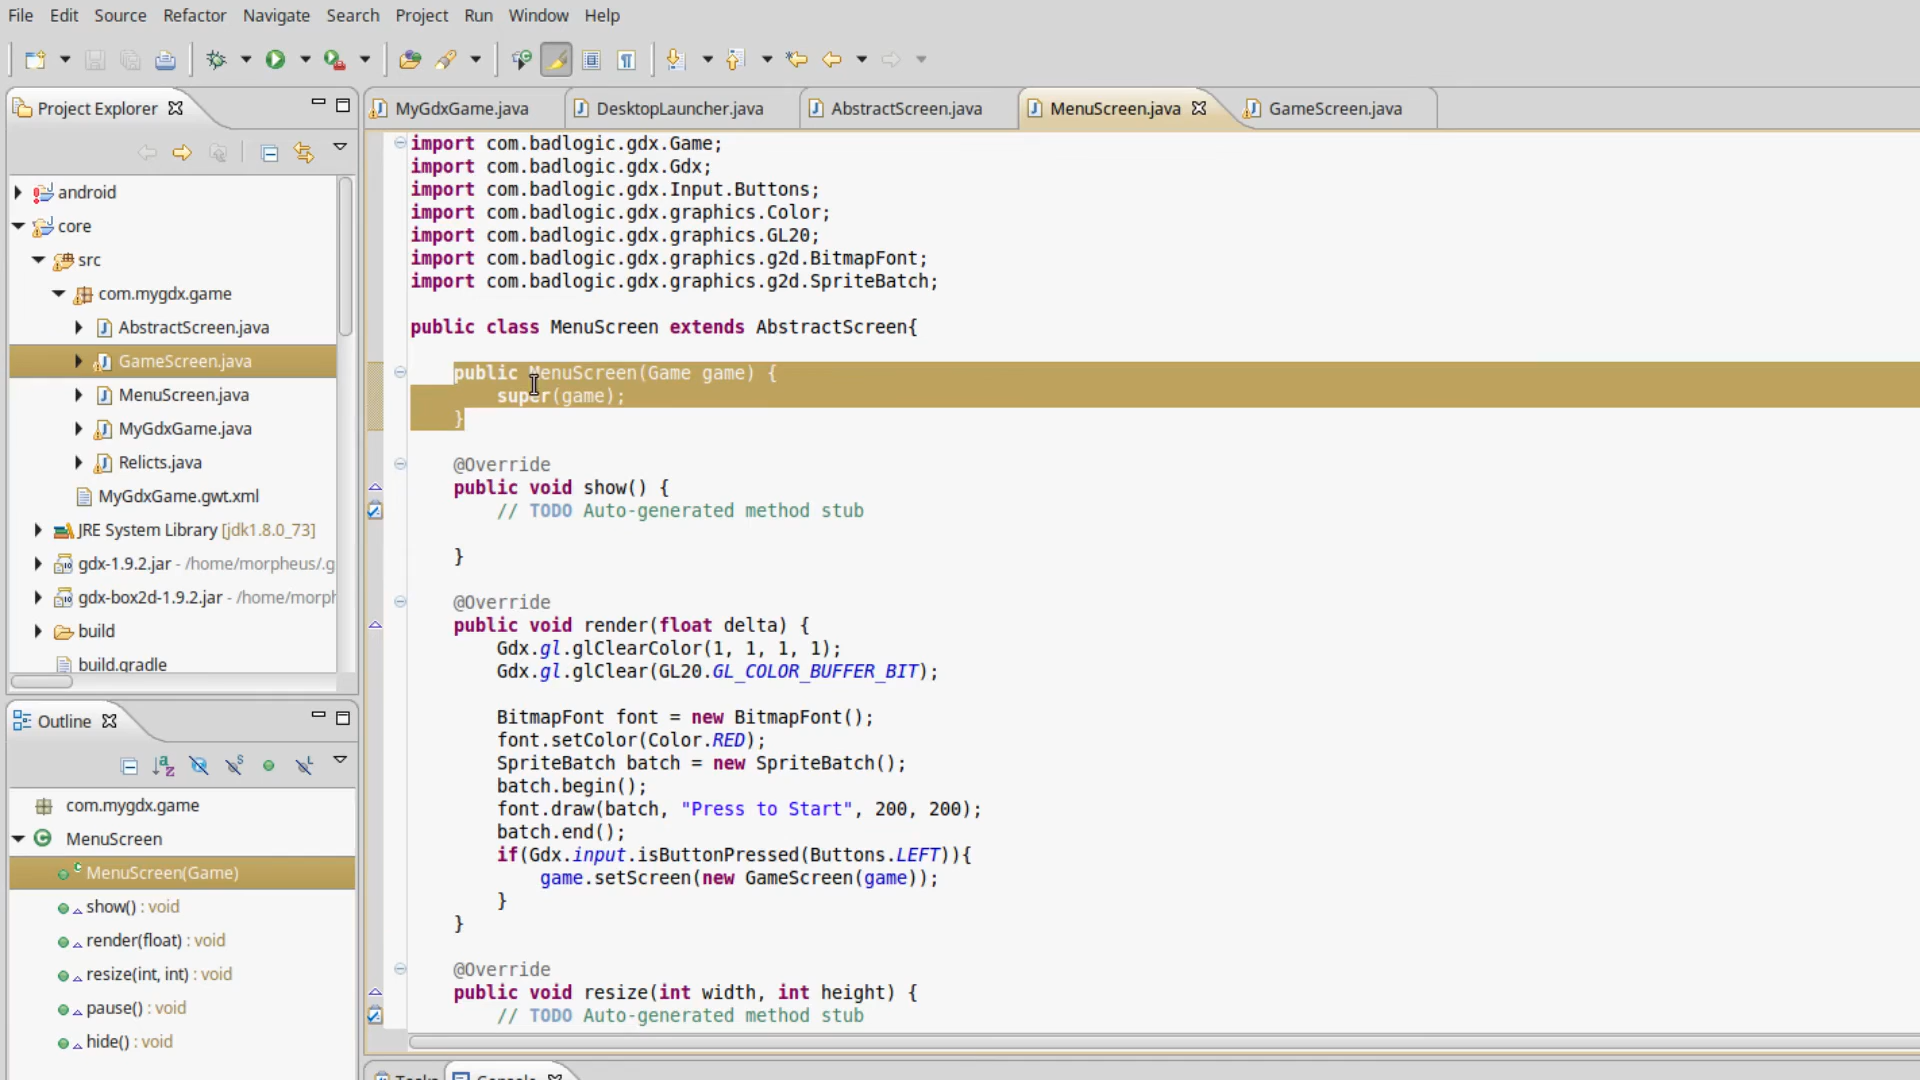 File Edit Source Refactor Navigate Search Project Run Window Help
Project Explorer
MyGdxGame.java DesktopLauncher.java AbstractScreen.java MenuScreen.java GameScreen.java
android
core
src
com.mygdx.game
AbstractScreen.java
GameScreen.java
MenuScreen.java
MyGdxGame.java
Relicts.java
MyGdxGame.gwt.xml
JRE System Library [jdk1.8.0_73]
gdx-1.9.2.jar - /home/morpheus/.g
gdx-box2d-1.9.2.jar - /home/morph
build
build.gradle
Outline
com.mygdx.game
MenuScreen
MenuScreen(Game)
show() : void
render(float) : void
resize(int, int) : void
pause() : void
hide() : void
import com.badlogic.gdx.Game;
import com.badlogic.gdx.Gdx;
import com.badlogic.gdx.Input.Buttons;
import com.badlogic.gdx.graphics.Color;
import com.badlogic.gdx.graphics.GL20;
import com.badlogic.gdx.graphics.g2d.BitmapFont;
import com.badlogic.gdx.graphics.g2d.SpriteBatch;
public class MenuScreen extends AbstractScreen{
public MenuScreen(Game game) {
super(game);
}
@Override
public void show() {
// TODO Auto-generated method stub
}
@Override
public void render(float delta) {
Gdx.gl.glClearColor(1, 1, 1, 1);
Gdx.gl.glClear(GL20.GL_COLOR_BUFFER_BIT);
BitmapFont font = new BitmapFont();
font.setColor(Color.RED);
SpriteBatch batch = new SpriteBatch();
batch.begin();
font.draw(batch, "Press to Start", 200, 200);
batch.end();
if(Gdx.input.isButtonPressed(Buttons.LEFT)){
game.setScreen(new GameScreen(game));
}
}
@Override
public void resize(int width, int height) {
// TODO Auto-generated method stub
Tasks Console